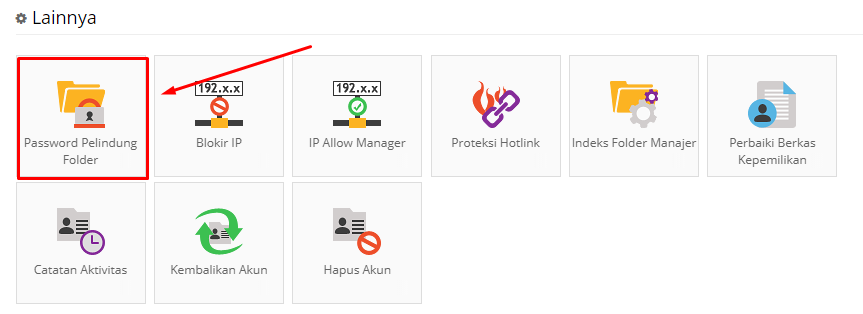 Lainnya
192.x.x
192.x.x
Password Pelindung
Folder
Blokir IP
IP Allow Manager
Proteksi Hotlink
Indeks Folder Manajer
Perbaiki Berkas
Kepemilikan
Catatan Aktivitas
Kembalikan Akun
Hapus Akun